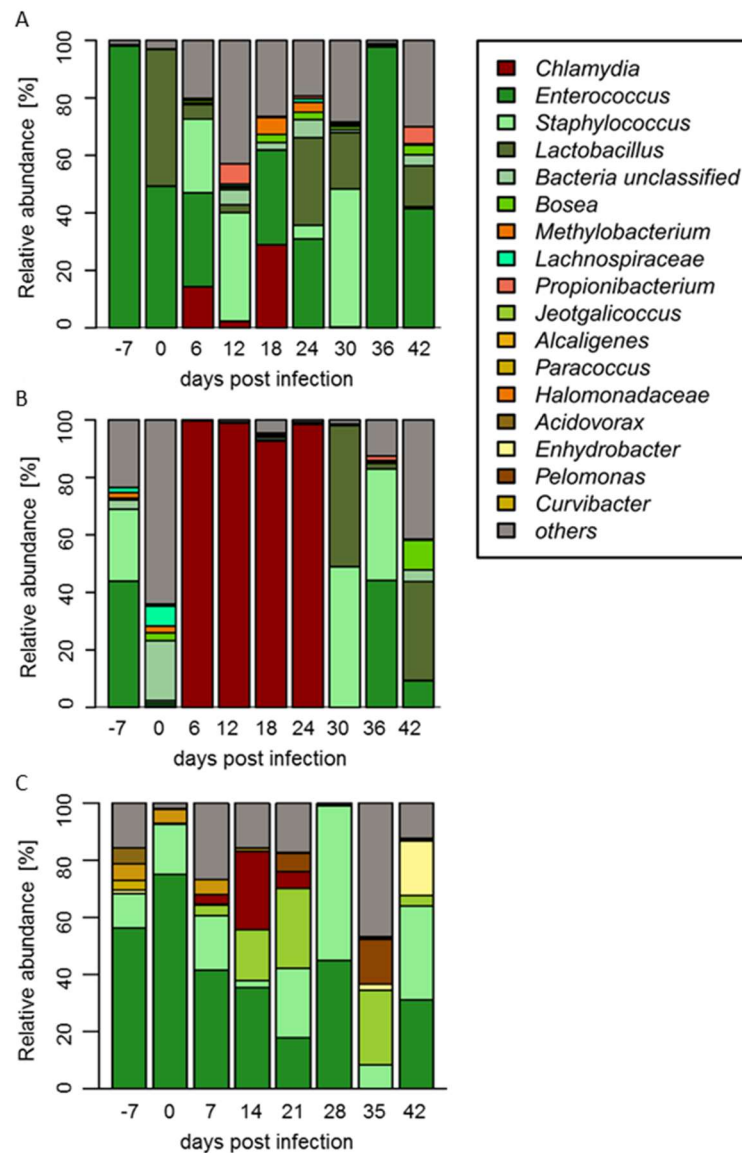 A
Relative abundance [%]
100
80
60
40
20
0
-7 0 6 12 18 24 30 36 42
days post infection
Chlamydia
Enterococcus
Staphylococcus
Lactobacillus
Bacteria unclassified
Bosea
Methylobacterium
Lachnospiraceae
Propionibacterium
Jeotgalicoccus
Alcaligenes
Paracoccus
Halomonadaceae
Acidovorax
Enhydrobacter
Pelomonas
Curvibacter
others
B
Relative abundance [%]
100
80
60
40
20
0
-7 0 6 12 18 24 30 36 42
days post infection
C
Relative abundance [%]
100
80
60
40
20
0
-7 0 7 14 21 28 35 42
days post infection